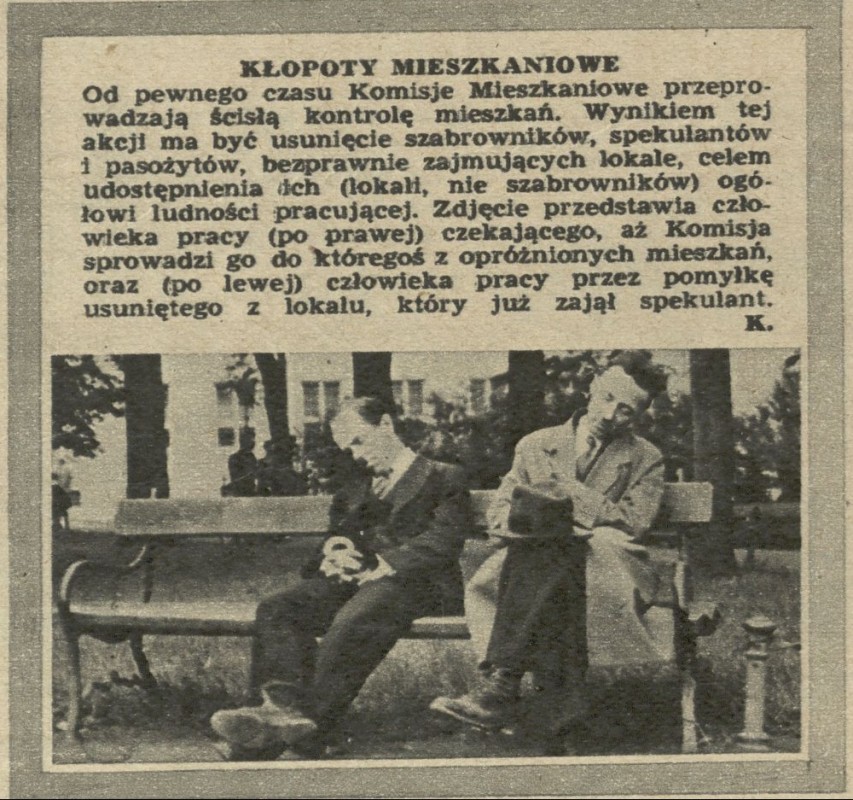 KŁOPOTY MIESZKANIOWE
Od pewnego czasu Komisje Mieszkaniowe przepro-
wadzają ścisłą kontrolę mieszkań. Wynikiem tej
akcji ma być usunięcie szabrowników, spekulantów
i pasożytów, bezprawnie zajmujących lokale, celem
udostępnienia ich (lokali, nie szabrowników) ogó-
łowi ludności pracującej. Zdjęcie przedstawia czło-
wieka pracy (po prawej) czekającego, aż Komisja
sprowadzi go do któregoś z opróżnionych mieszkań,
oraz (po lewej) człowieka pracy przez pomyłkę
usuniętego z lokalu, który już zajął spekulant.
K.